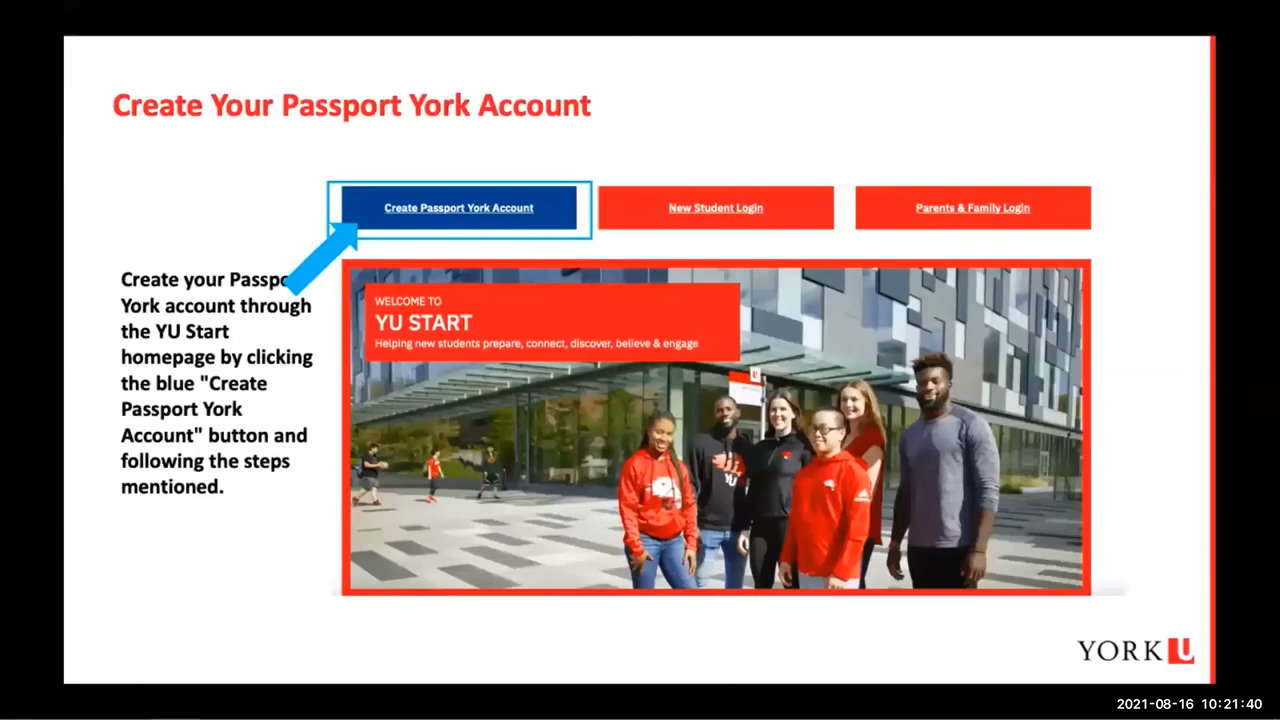 Create Your Passport York Account
Create Passport York Account
New Student Login
Parents & Family Login
Create your Passpo
York account through
the YU Start
homepage by clicking
the blue "Create
Passport York
Account" button and
following the steps
mentioned.
WELCOME TO
YU START
Helping new students prepare, connect, discover, believe & engage
YU
YORK U
2021-08-16 10:21:40